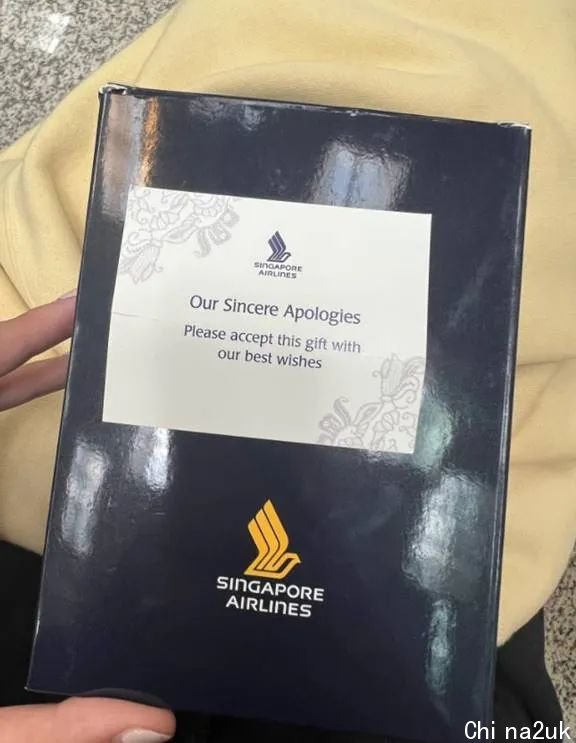 SINGAPORE
AIRLINES
Our Sincere Apologies
Please accept this gift with
our best wishes
SINGAPORE
AIRLINES
Chi na2uk